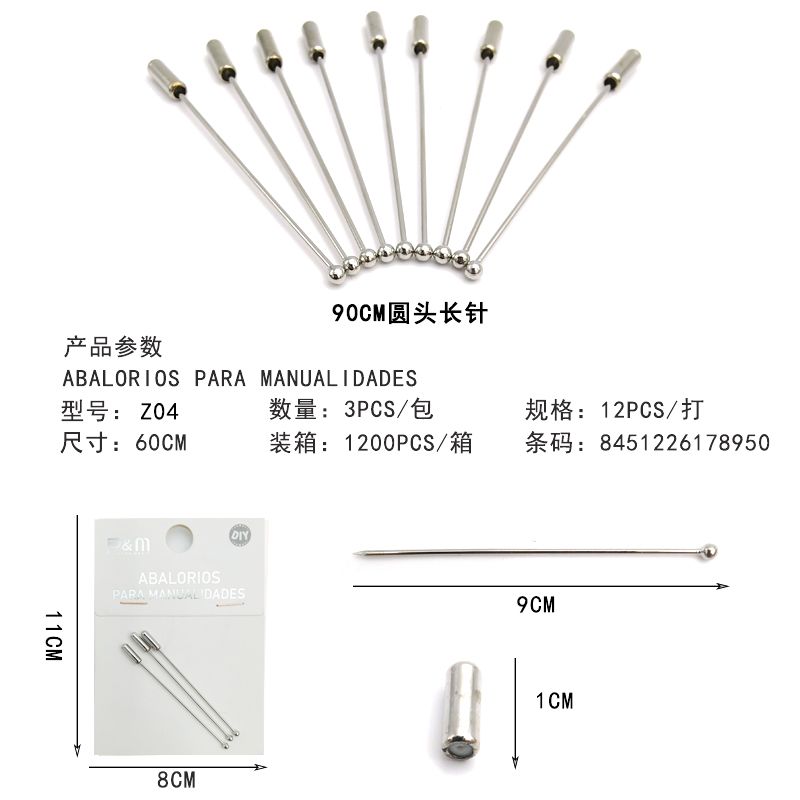 90CM圆头长针
产品参数
ABALORIOS PARA MANUALIDADES
型号：Z04 数量：3PCS/包 规格：12PCS/打
尺寸：60CM 装箱：1200PCS/箱 条码：8451226178950
P&M
DIY
ABALORIOS
PARA MANUALIDADES
11CM
8CM
9CM
1CM